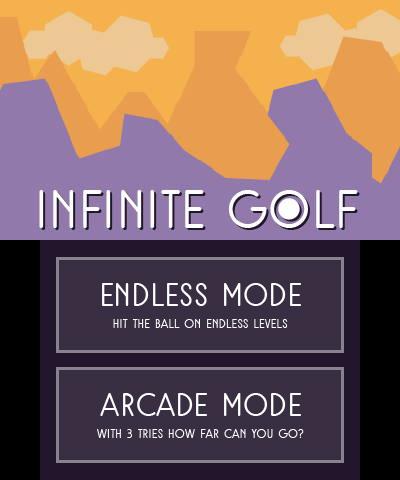 INFINITE GOLF
ENDLESS MODE
HIT THE BALL ON ENDLESS LEVELS
ARCADE MODE
WITH 3 TRIES HOW FAR CAN YOU GO?